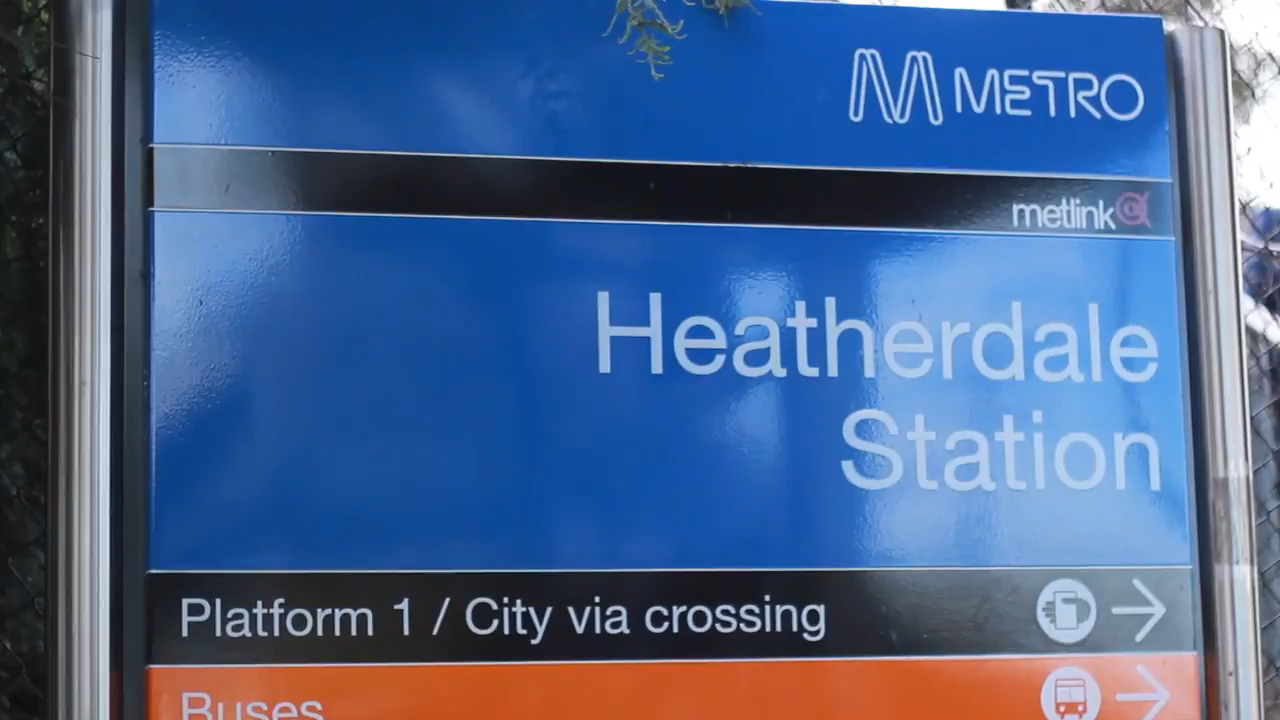 METRO
metlink
Heatherdale
Station
Platform 1 / City via crossing
Buses